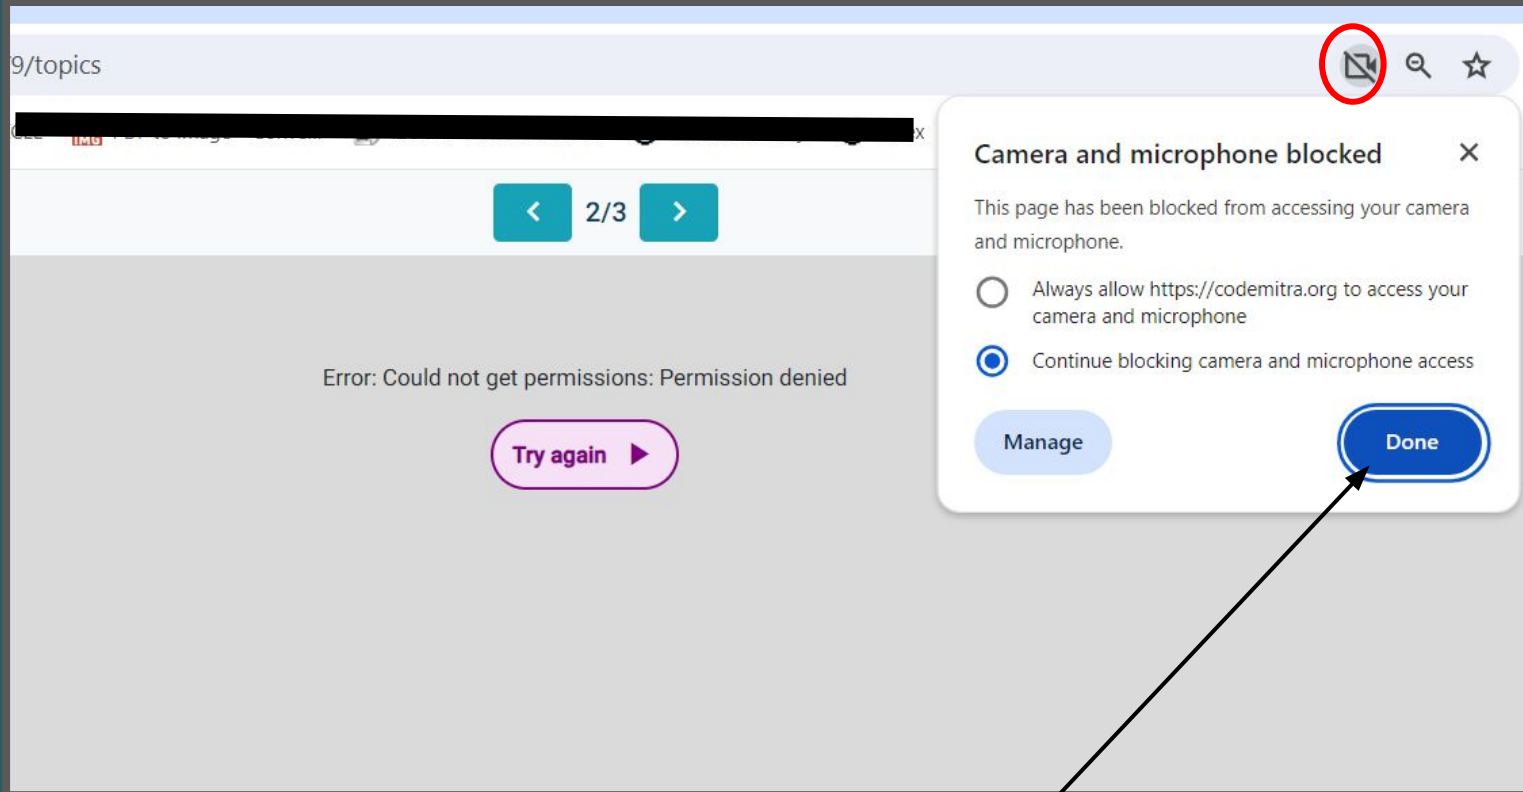 9/topics
IMG
ex
2/3
Camera and microphone blocked
This page has been blocked from accessing your camera
and microphone.
Always allow https://codemitra.org to access your
camera and microphone
Continue blocking camera and microphone access
Manage
Done
Error: Could not get permissions: Permission denied
Try again